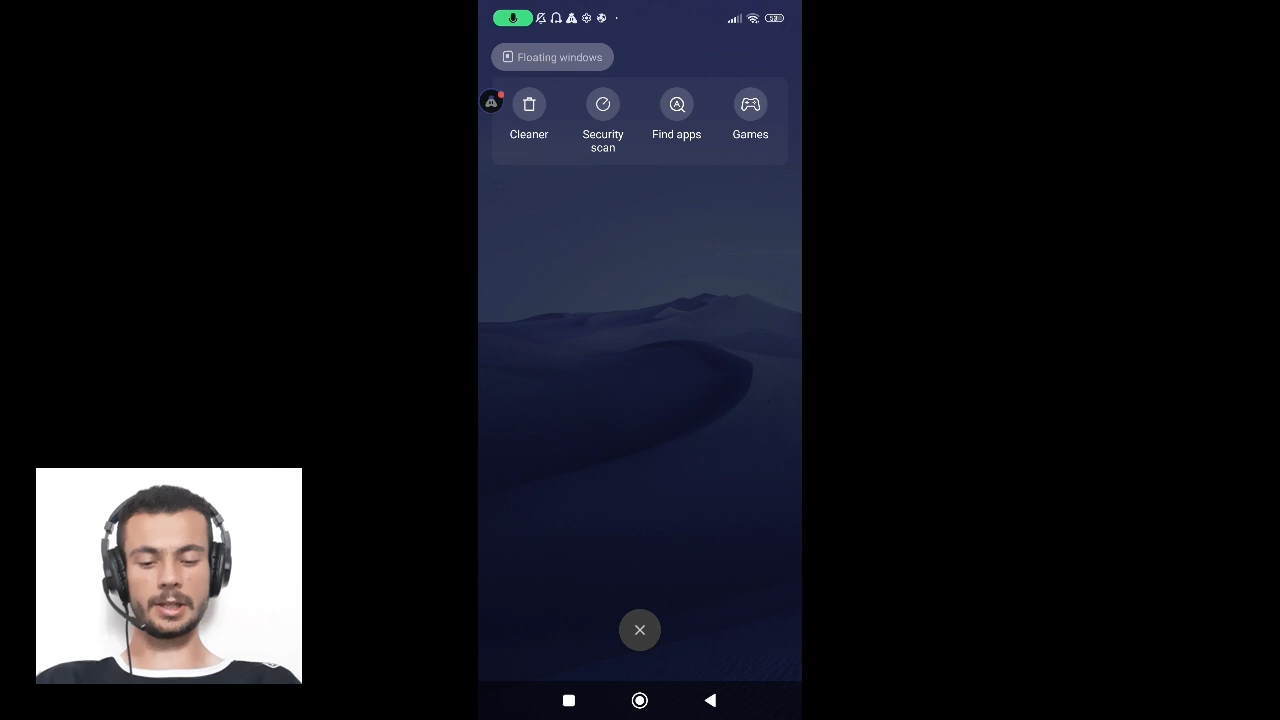 Floating windows
Cleaner
Security
scan
Find apps
Games